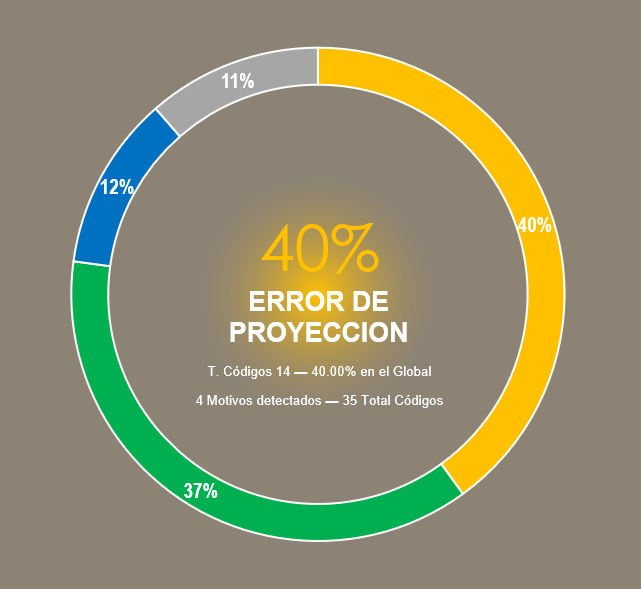 11%
12%
40%
40%
ERROR DE
PROYECCION
T. Códigos 14 — 40.00% en el Global
4 Motivos detectados — 35 Total Códigos
37%